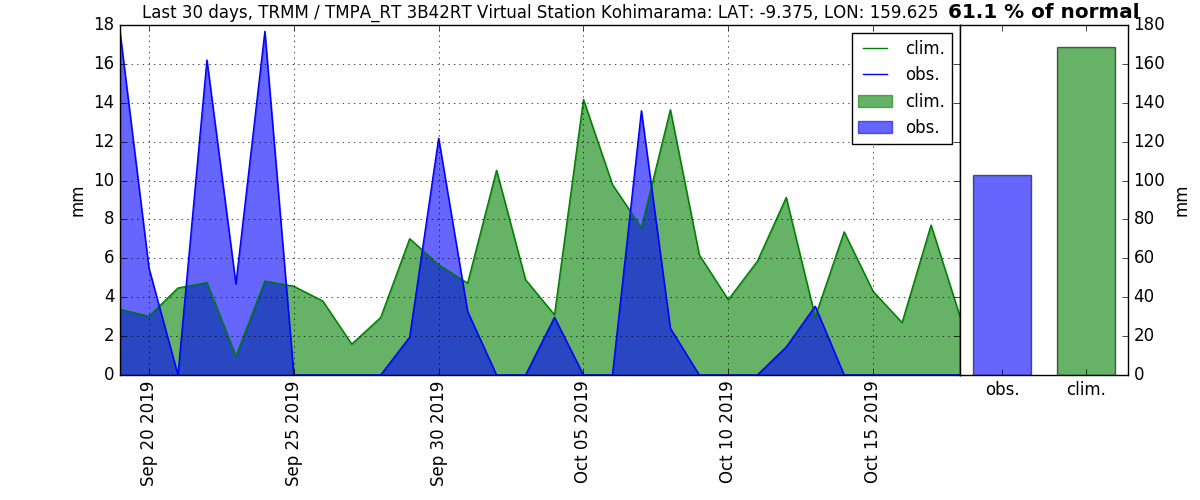 Last 30 days, TRMM / TMPA_RT 3B42RT Virtual Station Kohimarama: LAT: -9.375, LON: 159.625 61.1 % of normal
18
16
14
12
10
8
6
4
2
0
mm
clim.
obs.
clim.
obs.
Sep 20 2019
Sep 25 2019
Sep 30 2019
Oct 05 2019
Oct 10 2019
Oct 15 2019
180
160
140
120
100
80
60
40
20
0
mm
obs. clim.